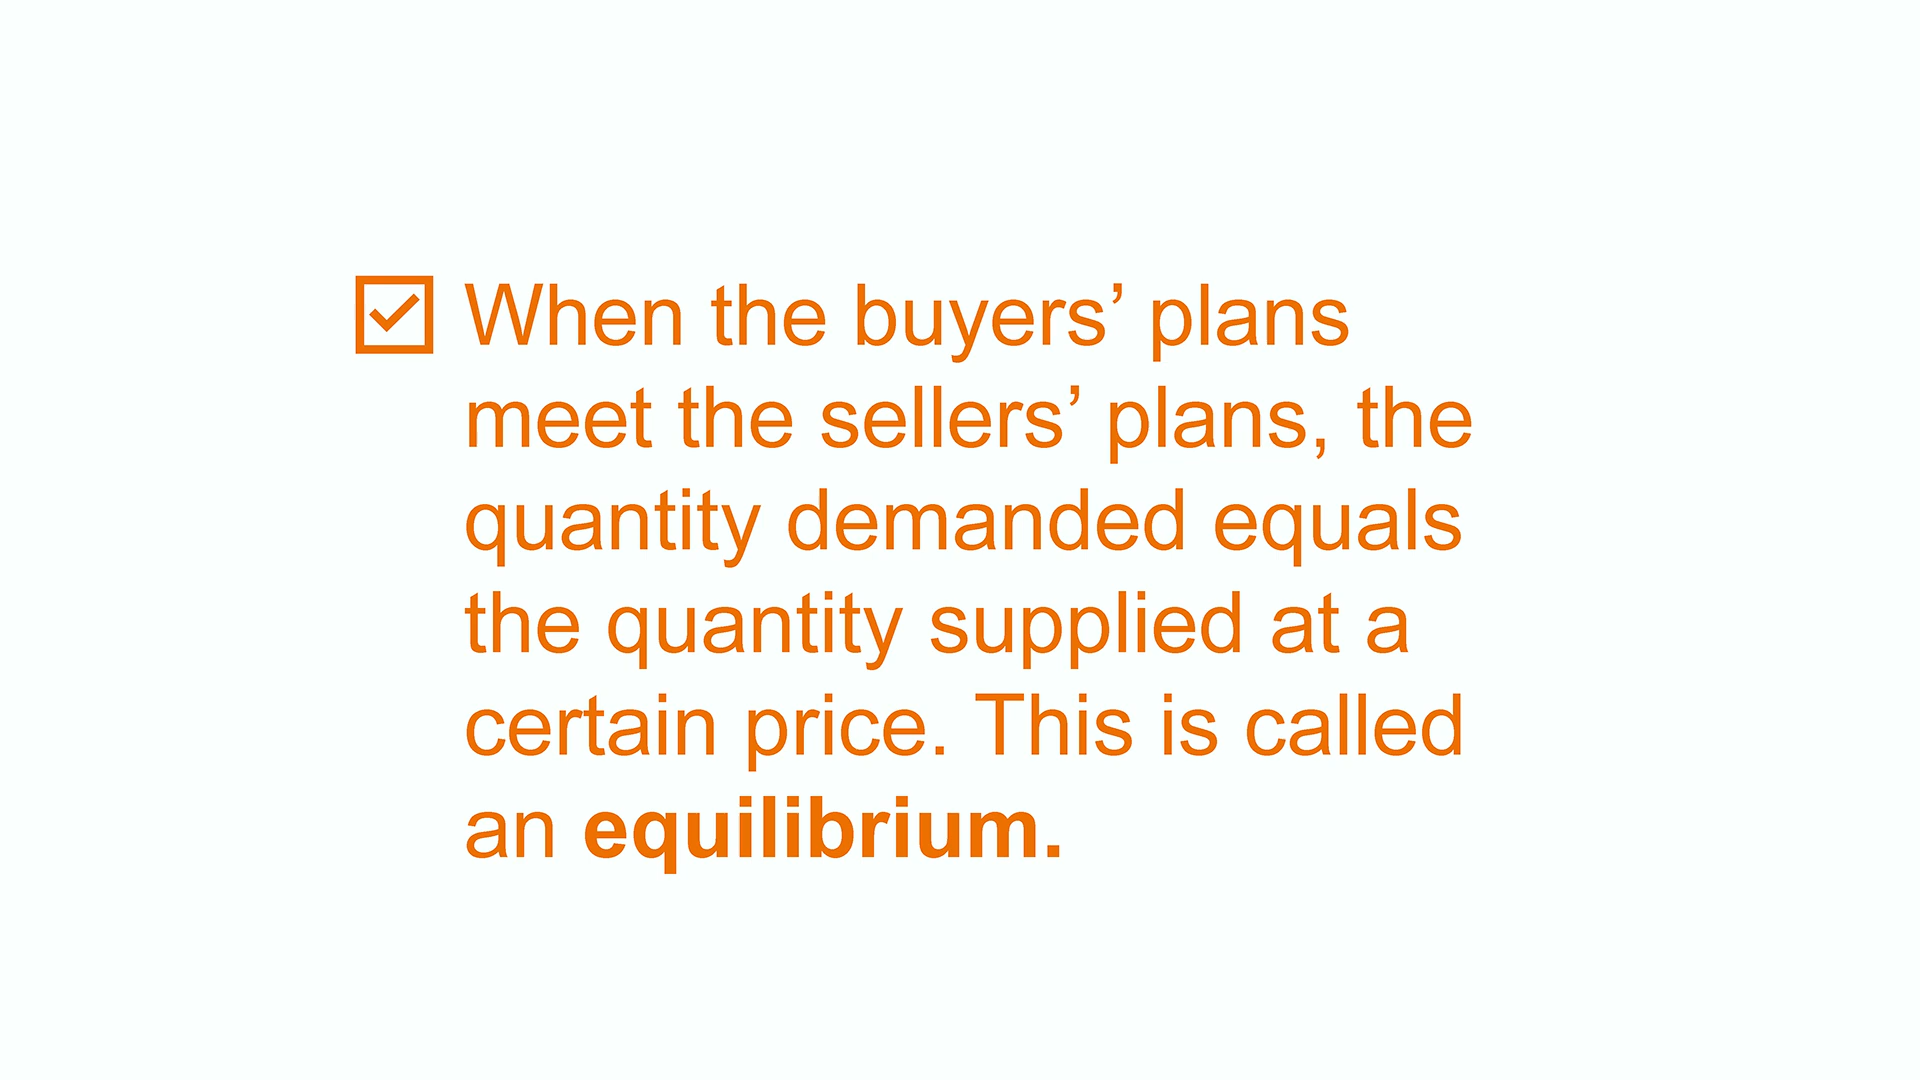 When the buyers’ plans
meet the sellers’ plans, the
quantity demanded equals
the quantity supplied at a
certain price. This is called
an equilibrium.